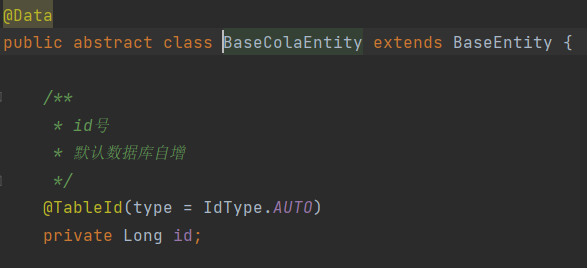 @Data
public abstract class BaseColaEntity extends BaseEntity {
/**
* id号
* 默认数据库自增
*/
@TableId(type = IdType.AUTO)
private Long id;